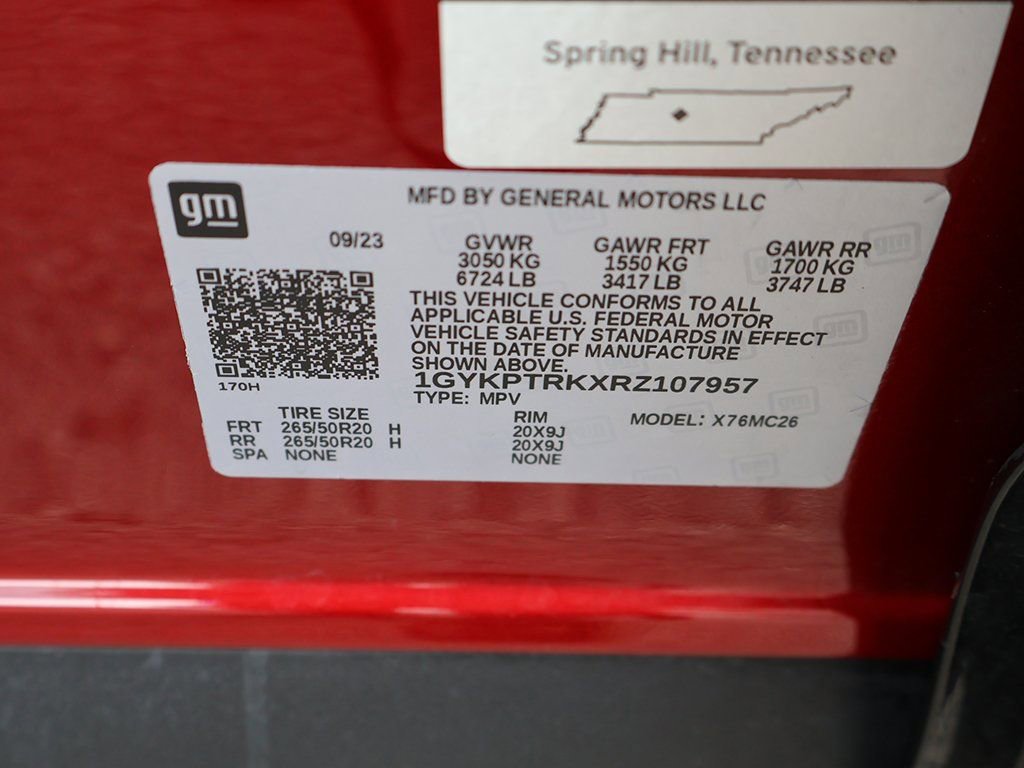 Spring Hill, Tennessee
gm
MFD BY GENERAL MOTORS LLC
09/23
GVWR GAWR FRT GAWR RR
3050 KG 1550 KG 1700 KG
6724 LB 3417 LB 3747 LB
THIS VEHICLE CONFORMS TO ALL
APPLICABLE U.S. FEDERAL MOTOR
VEHICLE SAFETY STANDARDS IN EFFECT
ON THE DATE OF MANUFACTURE
SHOWN ABOVE.
170H
1GYKPTRKXRZ107957
TYPE: MPV
TIRE SIZE RIM MODEL: X76MC26
FRT 265/50R20 H 20X9J
RR 265/50R20 H 20X9J
SPA NONE NONE